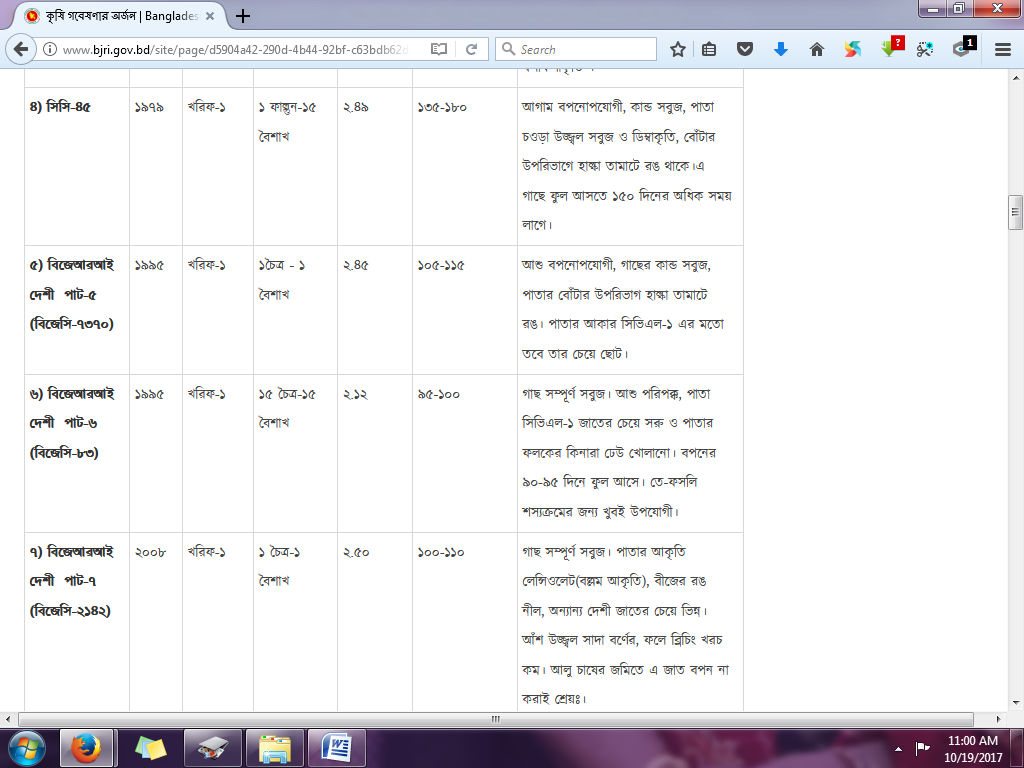 কৃষি গবেষণার অর্জন | Banglades
www.bjri.gov.bd/site/page/d5904a42-290d-4b44-92bf-c63bdb62d
Search
?
1
৪) সিসি-৪৫ ১৯৭৯ খরিফ-১ ১ ফাল্গুন-১৫ ২.৪৯ ১৩৫-১৮০ আগাম বপনোপযোগী, কান্ড সবুজ, পাতা
বৈশাখ চওড়া উজ্জ্বল সবুজ ও ডিম্বাকৃতি, বোঁটার
উপরিভাগে হাল্কা তামাটে রঙ থাকে।এ
গাছে ফুল আসতে ১৫০ দিনের অধিক সময়
লাগে।
৫) বিজেআরআই ১৯৯৫ খরিফ-১ ১চৈত্র - ১ ২.৪৫ ১০৫-১১৫ আশু বপনোপযোগী, গাছের কান্ড সবুজ,
দেশী পাট-৫ বৈশাখ পাতার বোঁটার উপরিভাগ হাল্কা তামাটে
(বিজেসি-৭৩৭০) রঙ। পাতার আকার সিভিএল-১ এর মতো
তবে তার চেয়ে ছোট।
৬) বিজেআরআই ১৯৯৫ খরিফ-১ ১৫ চৈত্র-১৫ ২.১২ ৯৫-১০০ গাছ সম্পূর্ণ সবুজ। আশু পরিপক্ক, পাতা
দেশী পাট-৬ বৈশাখ সিভিএল-১ জাতের চেয়ে সরু ও পাতার
(বিজেসি-৮৩) ফলকের কিনারা ঢেউ খোলানো। বপনের
৯০-৯৫ দিনে ফুল আসে। তে-ফসলি
শস্যক্রমের জন্য খুবই উপযোগী।
৭) বিজেআরআই ২০০৮ খরিফ-১ ১ চৈত্র-১ ২.৫০ ১০০-১১০ গাছ সম্পূর্ণ সবুজ। পাতার আকৃতি
দেশী পাট-৭ বৈশাখ লেন্সিওলেট(বল্লম আকৃতি), বীজের রঙ
(বিজেসি-২১৪২) নীল, অন্যান্য দেশী জাতের চেয়ে ভিন্ন।
আঁশ উজ্জ্বল সাদা বর্ণের, ফলে ব্লিচিং খরচ
কম। আলু চাষের জমিতে এ জাত বপন না
করাই শ্রেয়ঃ।
11:00 AM
10/19/2017